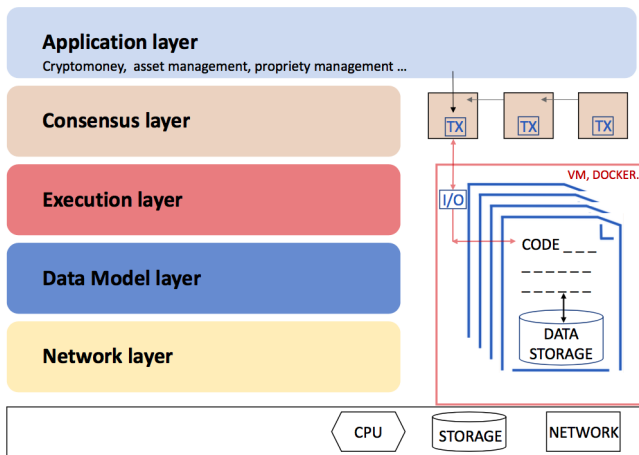 Application layer
Cryptomoney, asset management, propriety management ...
Consensus layer
TX
TX
TX
Execution layer
VM, DOCKER.
I/O
CODE _ _ _
_ _ _ _ _ _
_ _ _ _ _ _
Data Model layer
DATA
STORAGE
Network layer
CPU
STORAGE
NETWORK